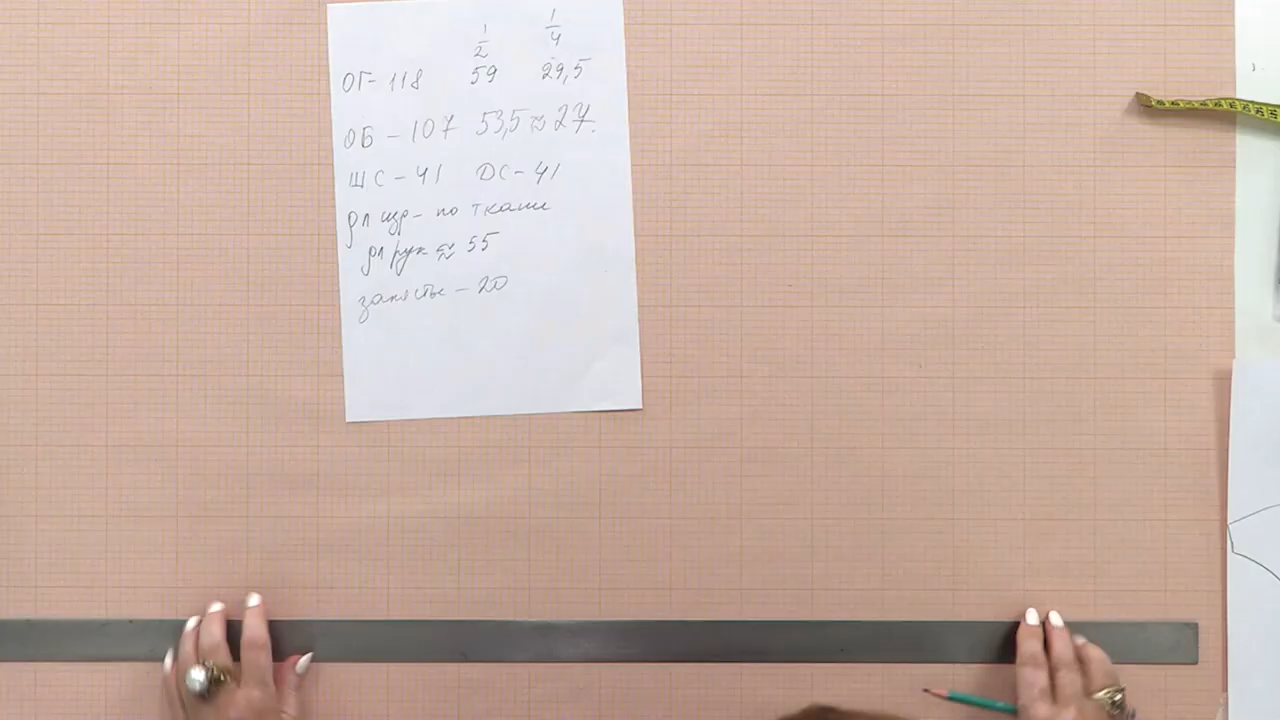 1/2 1/4
ОГ- 118 59 29,5
ОБ - 107 53,5 ≈ 27.
ШС - 41 ДС - 41
дл изд - по ткани
дл рук ≈ 55
запястье - 20